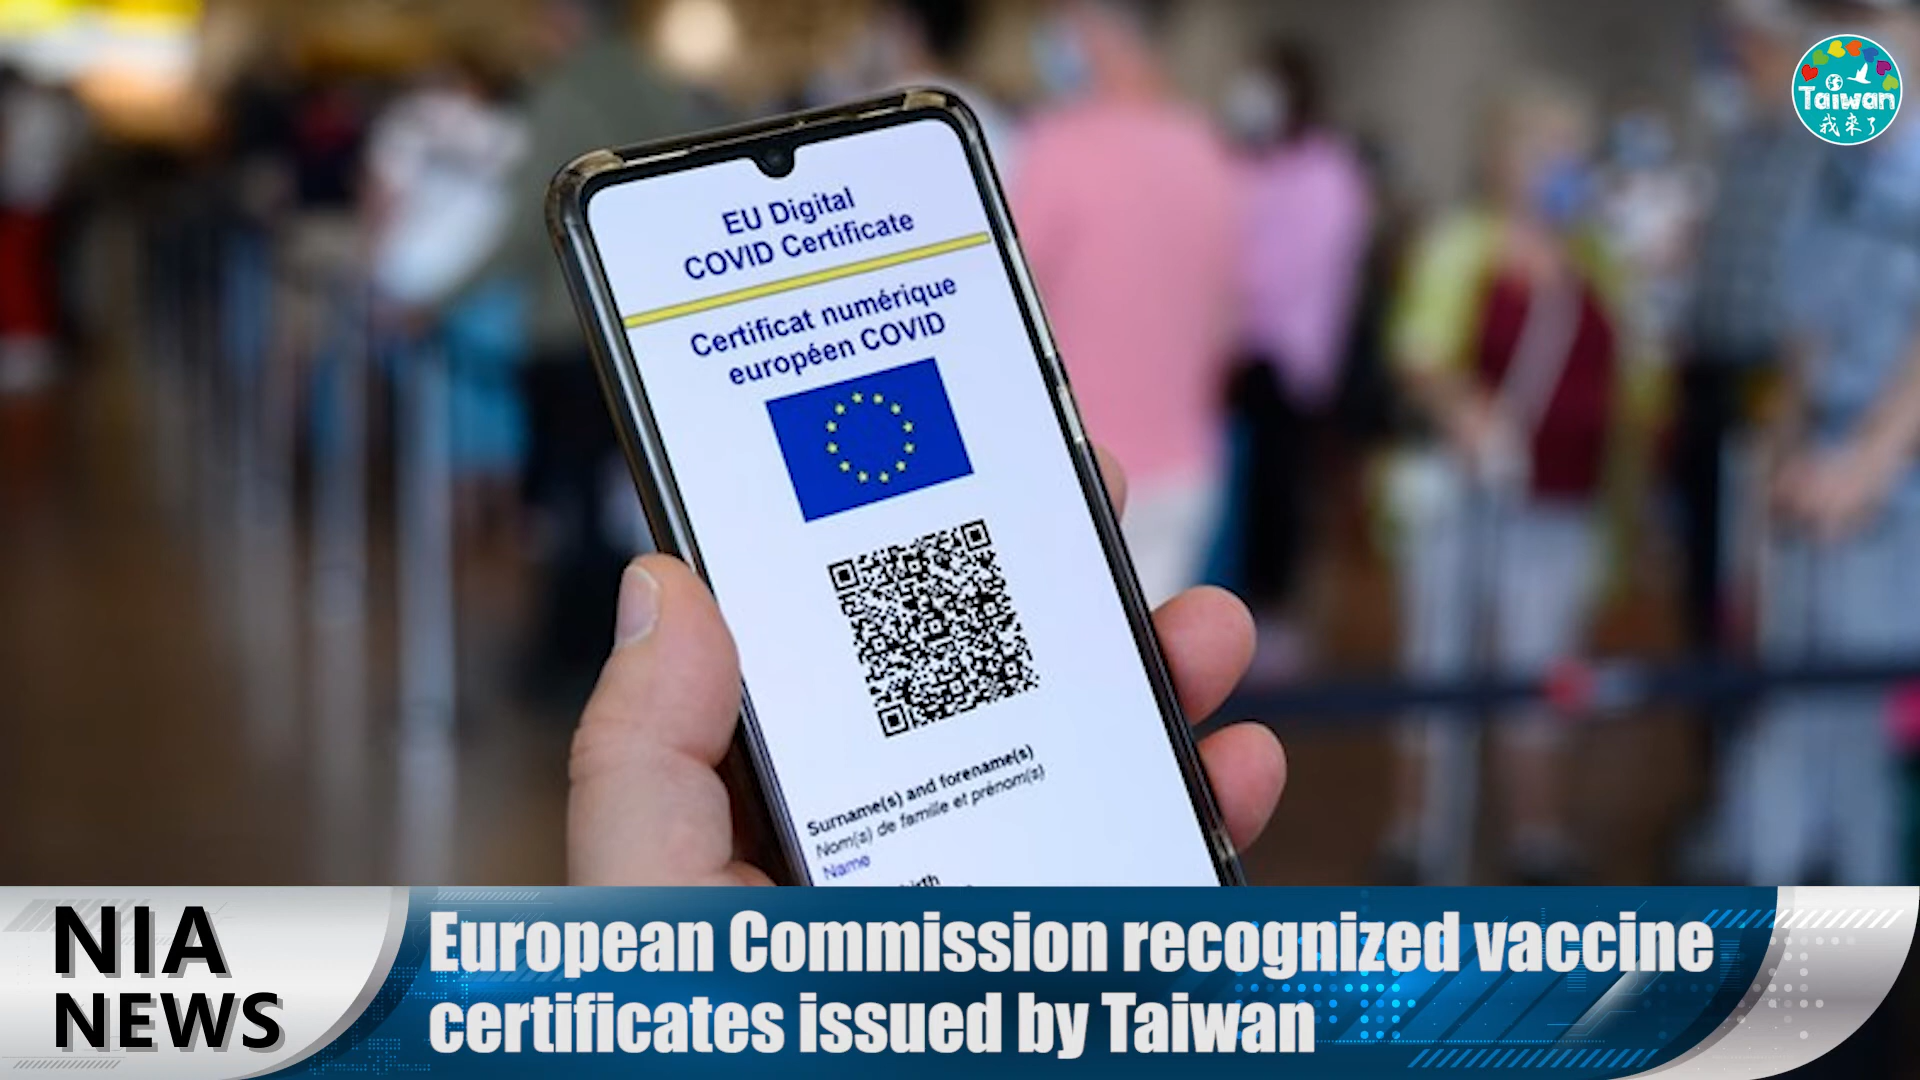 Taiwan
我來了
EU Digital
COVID Certificate
Certificat numérique
européen COVID
Surname(s) and forename(s)
Nom(s) de famille et prénom(s)
Name
NIA
NEWS
European Commission recognized vaccine
certificates issued by Taiwan